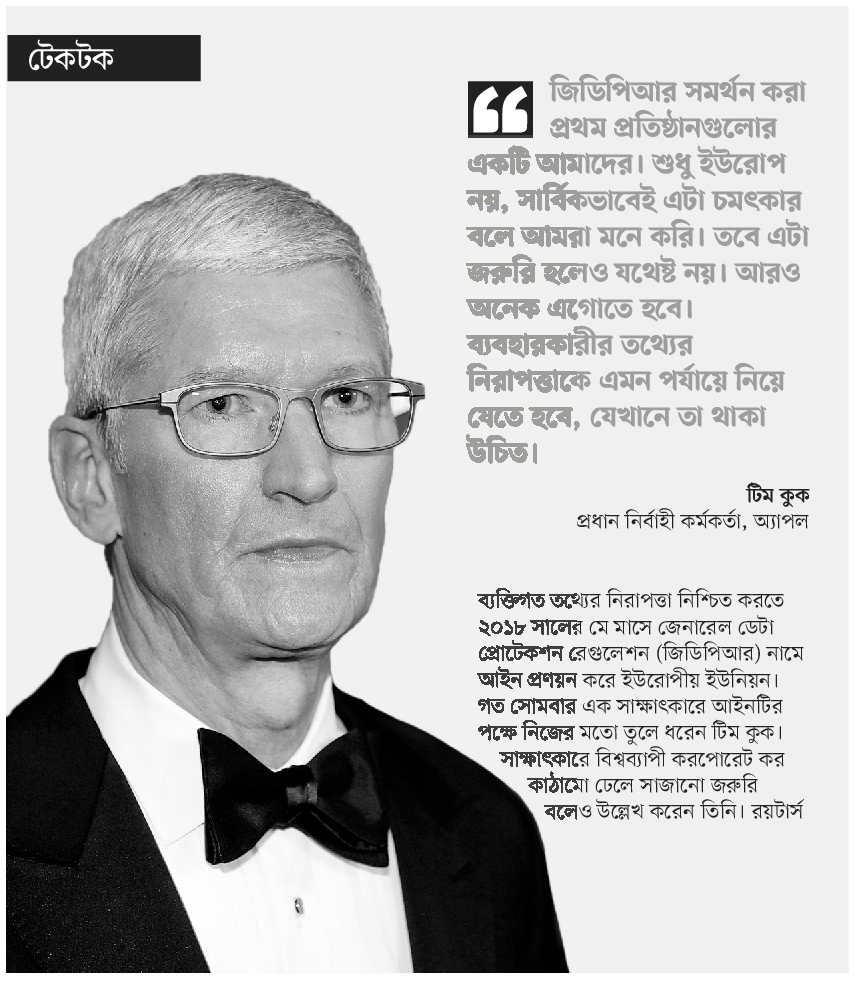 টেকটক
জিডিপিআর সমর্থন করা
প্রথম প্রতিষ্ঠানগুলোর
একটি আমাদের। শুধু ইউরোপ
নয়, সার্বিকভাবেই এটা চমৎকার
বলে আমরা মনে করি। তবে এটা
জরুরি হলেও যথেষ্ট নয়। আরও
অনেক এগোতে হবে।
ব্যবহারকারীর তথ্যের
নিরাপত্তাকে এমন পর্যায়ে নিয়ে
যেতে হবে, যেখানে তা থাকা
উচিত।
টিম কুক
প্রধান নির্বাহী কর্মকর্তা, অ্যাপল
ব্যক্তিগত তথ্যের নিরাপত্তা নিশ্চিত করতে
২০১৮ সালের মে মাসে জেনারেল ডেটা
প্রোটেকশন রেগুলেশন (জিডিপিআর) নামে
আইন প্রণয়ন করে ইউরোপীয় ইউনিয়ন।
গত সোমবার এক সাক্ষাৎকারে আইনটির
পক্ষে নিজের মতো তুলে ধরেন টিম কুক।
সাক্ষাৎকারে বিশ্বব্যাপী করপোরেট কর
কাঠামো ঢেলে সাজানো জরুরি
বলেও উল্লেখ করেন তিনি। রয়টার্স